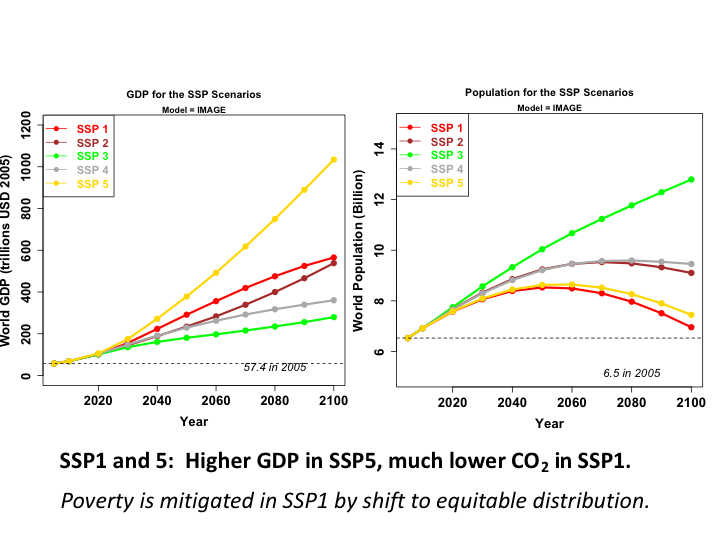 GDP for the SSP Scenarios
Model = IMAGE
World GDP (trillions USD 2005)
1200
1000
800
600
400
200
0
SSP 1
SSP 2
SSP 3
SSP 4
SSP 5
57.4 in 2005
2020 2040 2060 2080 2100
Year
Population for the SSP Scenarios
Model = IMAGE
World Population (Billion)
14
12
10
8
6
SSP 1
SSP 2
SSP 3
SSP 4
SSP 5
6.5 in 2005
2020 2040 2060 2080 2100
Year
SSP1 and 5: Higher GDP in SSP5, much lower CO₂ in SSP1.
Poverty is mitigated in SSP1 by shift to equitable distribution.